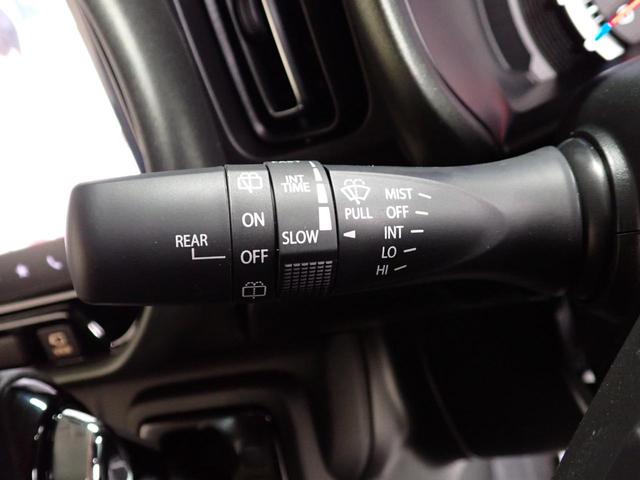 REAR
ON
OFF
INT
TIME
SLOW
PULL
MIST
OFF
INT
LO
HI